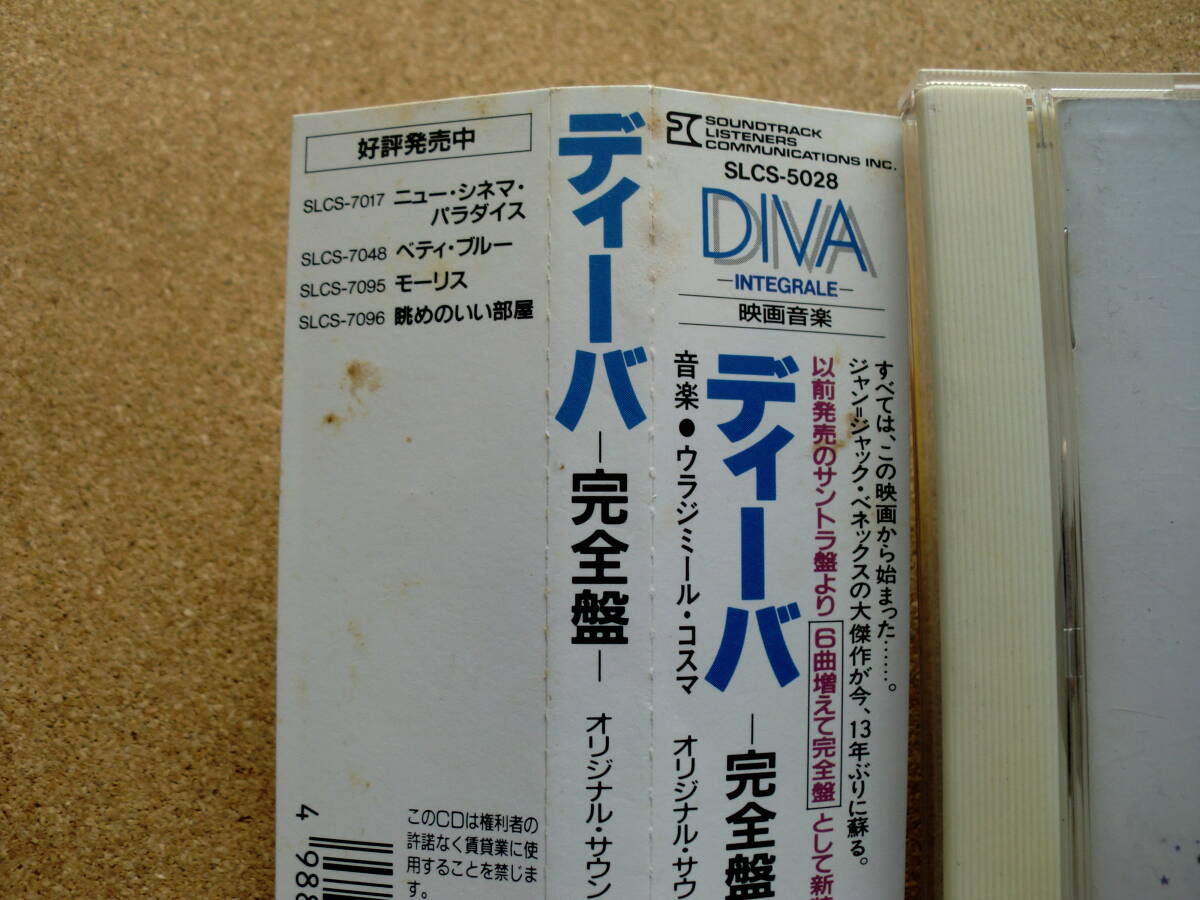 好評発売中
SLCS-7017 ニュー・シネマ・
パラダイス
SLCS-7048 ベティ・ブルー
SLCS-7095 モーリス
SLCS-7096 眺めのいい部屋
このCDは権利者の
許諾なく賃貸業に使
用することを禁じま
す。
4 988
ディーバ
—完全盤—
オリジナル・サウン
SOUNDTRACK
LISTENERS
COMMUNICATIONS INC.
SLCS-5028
DIVA
—INTEGRALE—
映画音楽
すべては、この映画から始まった……。
ジャン=ジャック・ベネックスの大傑作が今、13年ぶりに蘇る。
以前発売のサントラ盤より6曲増えて完全盤として新
ディーバ
—完全盤
音楽●ウラジミール・コスマ
オリジナル・サウ